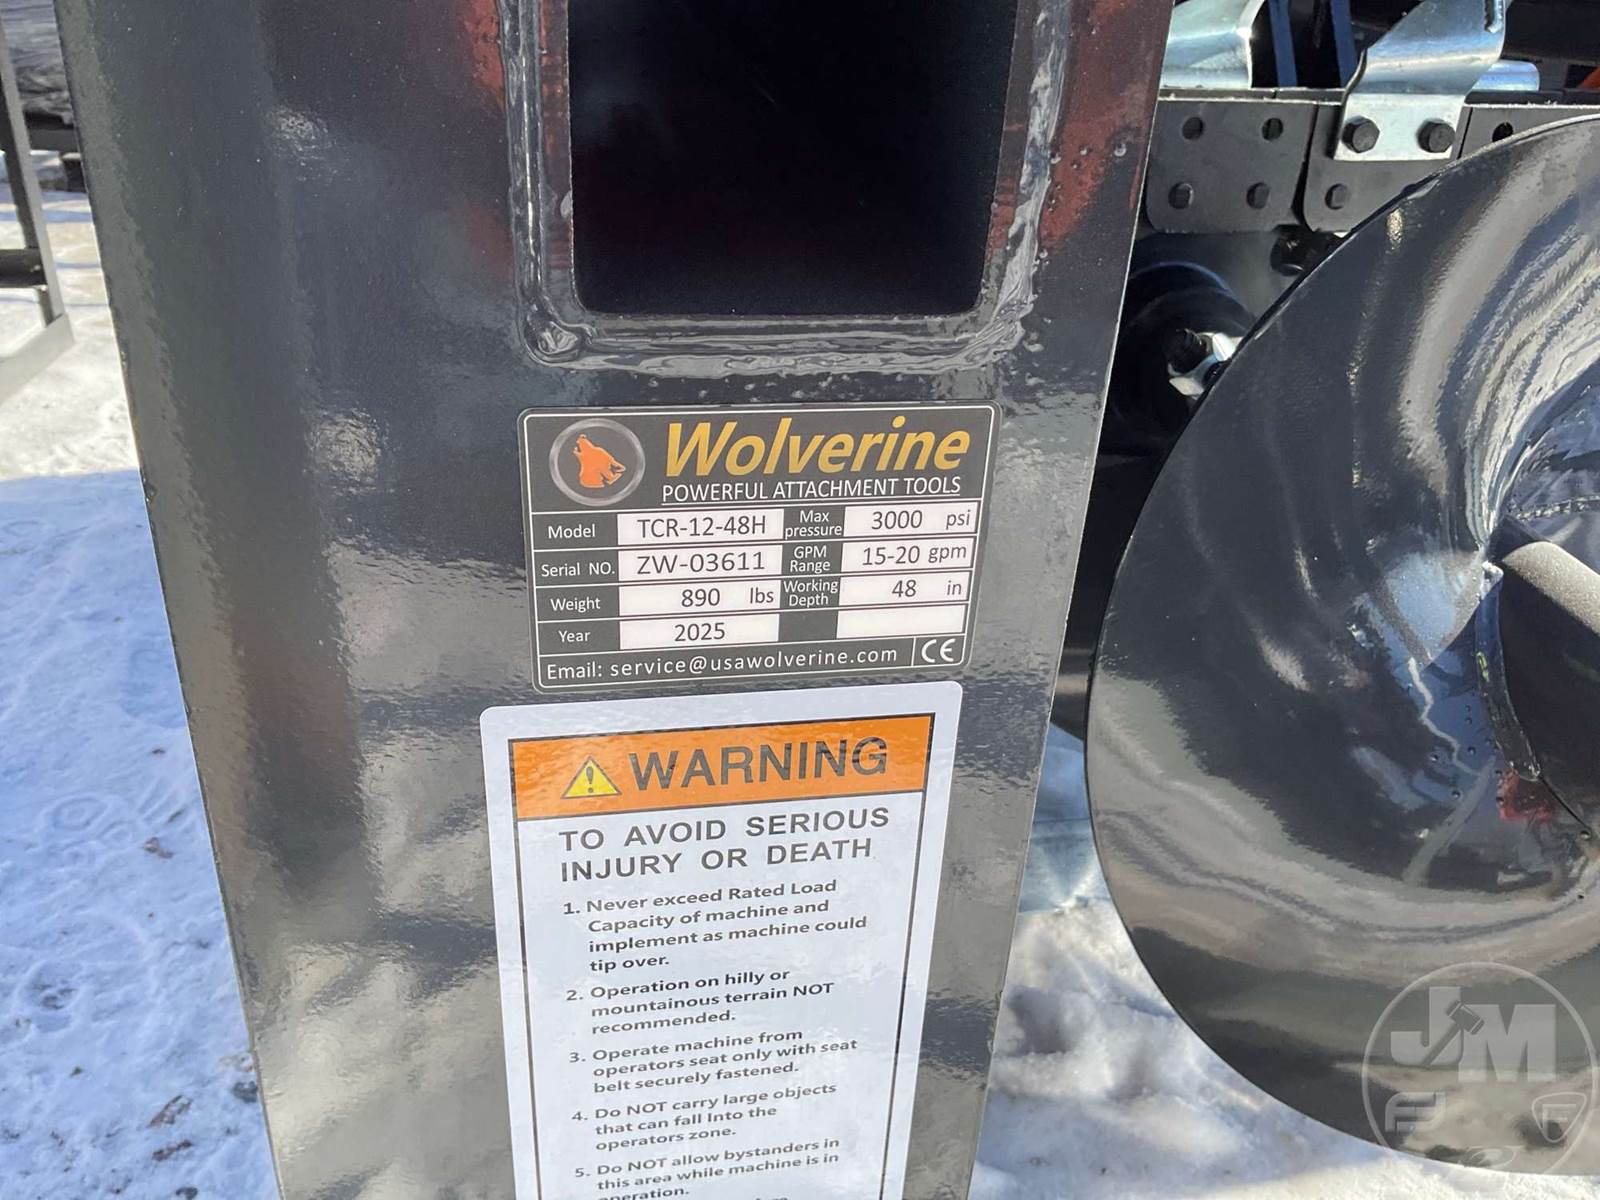 Wolverine
POWERFUL ATTACHMENT TOOLS
Model TCR-12-48H Max pressure 3000 psi
Serial NO. ZW-03611 GPM Range 15-20 gpm
Weight 890 lbs Working Depth 48 in
Year 2025
Email: service@usawolverine.com CE
WARNING
TO AVOID SERIOUS
INJURY OR DEATH
1. Never exceed Rated Load
Capacity of machine and
implement as machine could
tip over.
2. Operation on hilly or
mountainous terrain NOT
recommended.
3. Operate machine from
operators seat only with seat
belt securely fastened.
4. Do NOT carry large objects
that can fall Into the
operators zone.
5. Do NOT allow bystanders in
this area while machine is in
operation.
JM